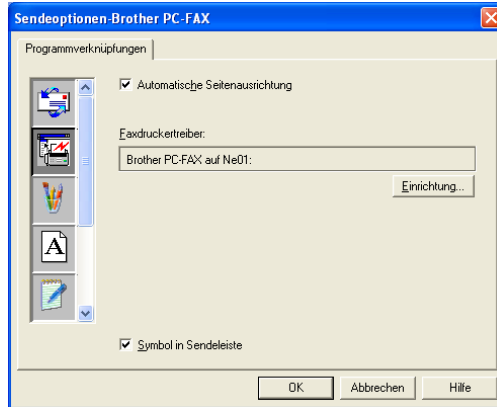 Sendeoptionen-Brother PC-FAX
Programmverknüpfungen
Automatische Seitenausrichtung
Faxdruckertreiber:
Brother PC-FAX auf Ne01:
Einrichtung...
A
Symbol in Sendeleiste
OK Abbrechen Hilfe